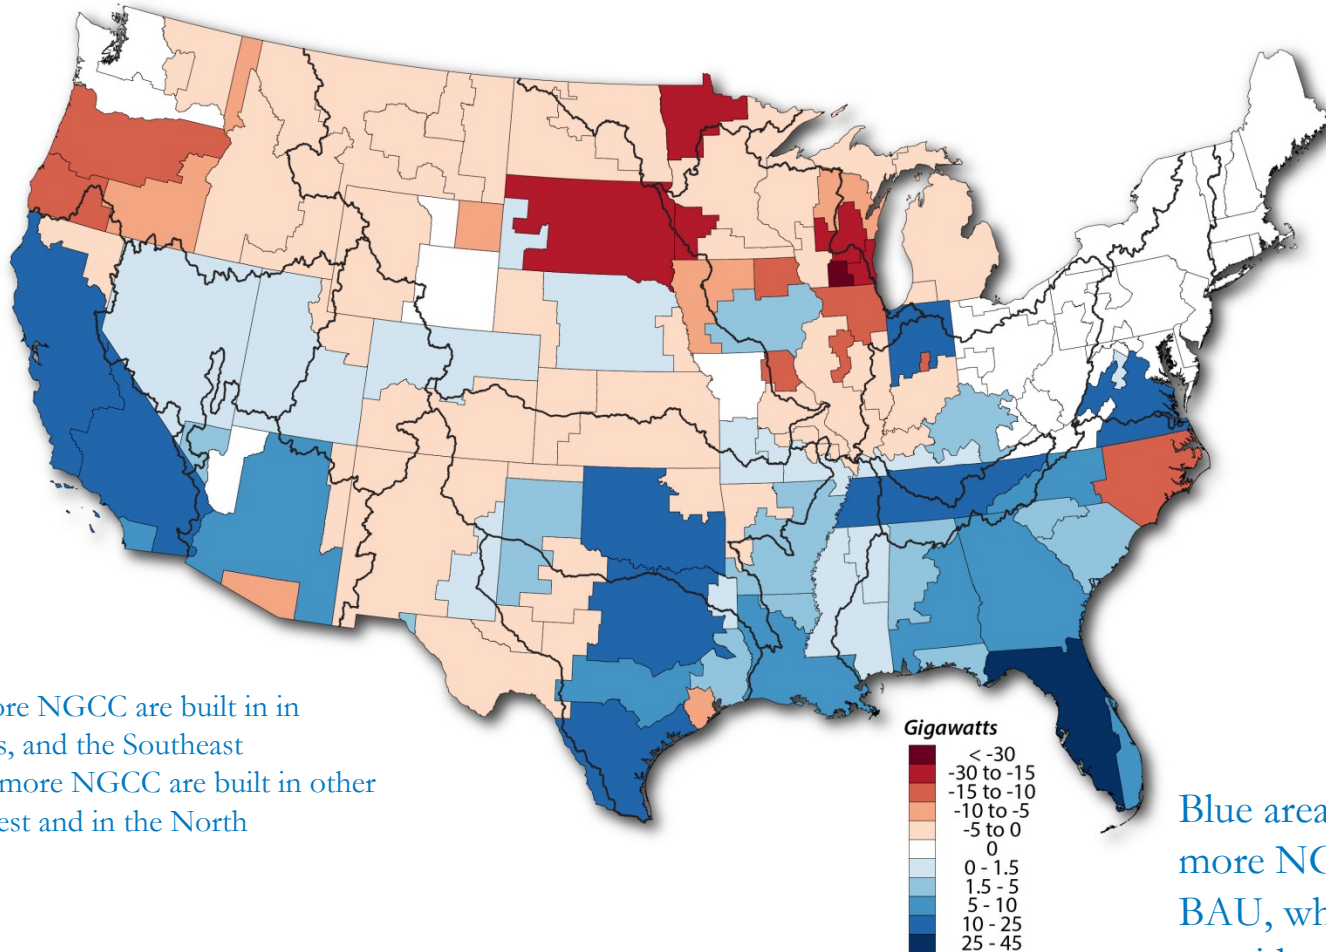 ore NGCC are built in in
s, and the Southeast
more NGCC are built in other
est and in the North
Gigawatts
< -30
-30 to -15
-15 to -10
-10 to -5
-5 to 0
0
0 - 1.5
1.5 - 5
5 - 10
10 - 25
25 - 45
Blue area
more NG
BAU, wh